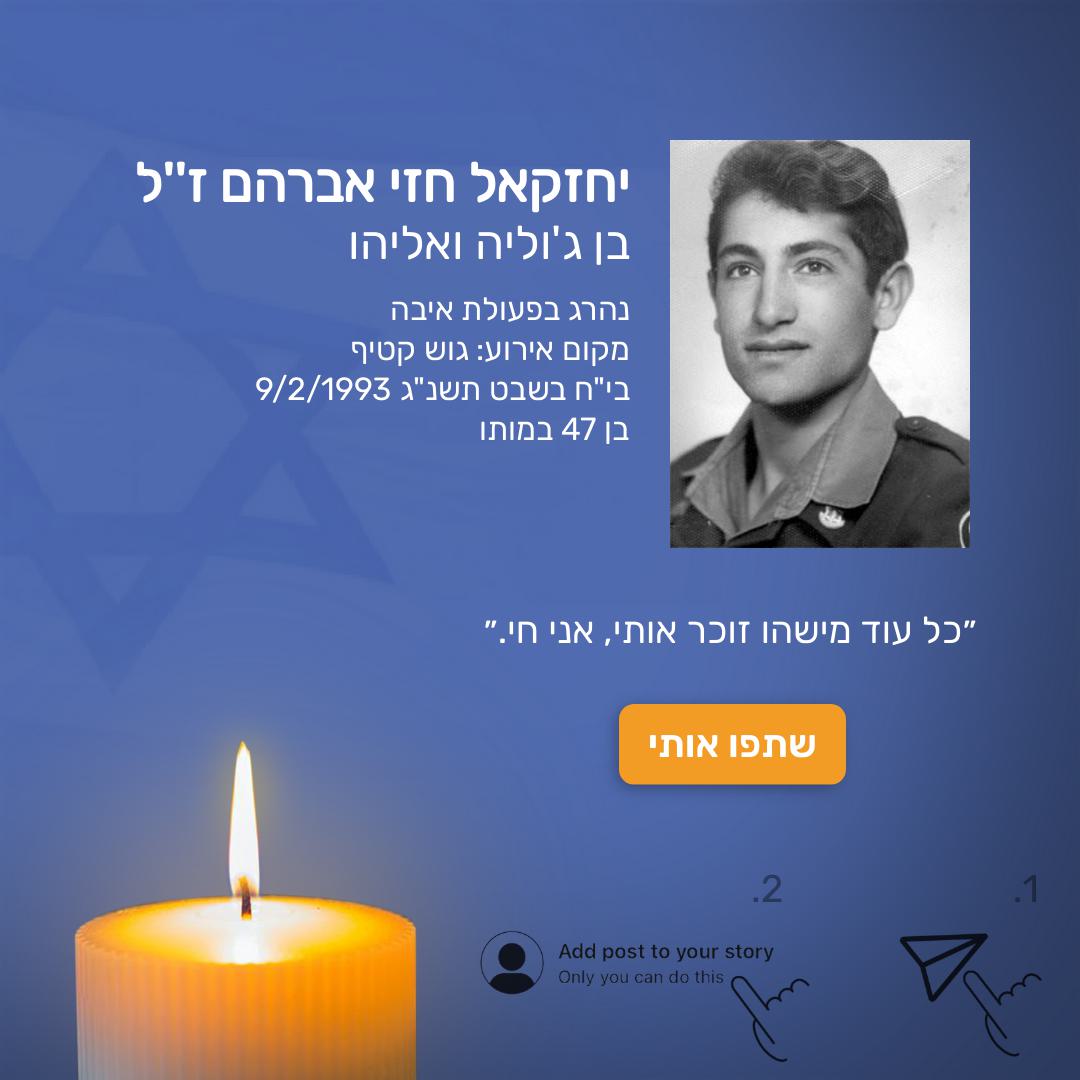 יחזקאל חזי אברהם ז"ל
בן ג'וליה ואליהו
נהרג בפעולת איבה
מקום אירוע: גוש קטיף
בי"ח בשבט תשנ"ג 9/2/1993
בן 47 במותו
״כל עוד מישהו זוכר אותי, אני חי.״
שתפו אותי
1.
2.
Add post to your story
Only you can do this